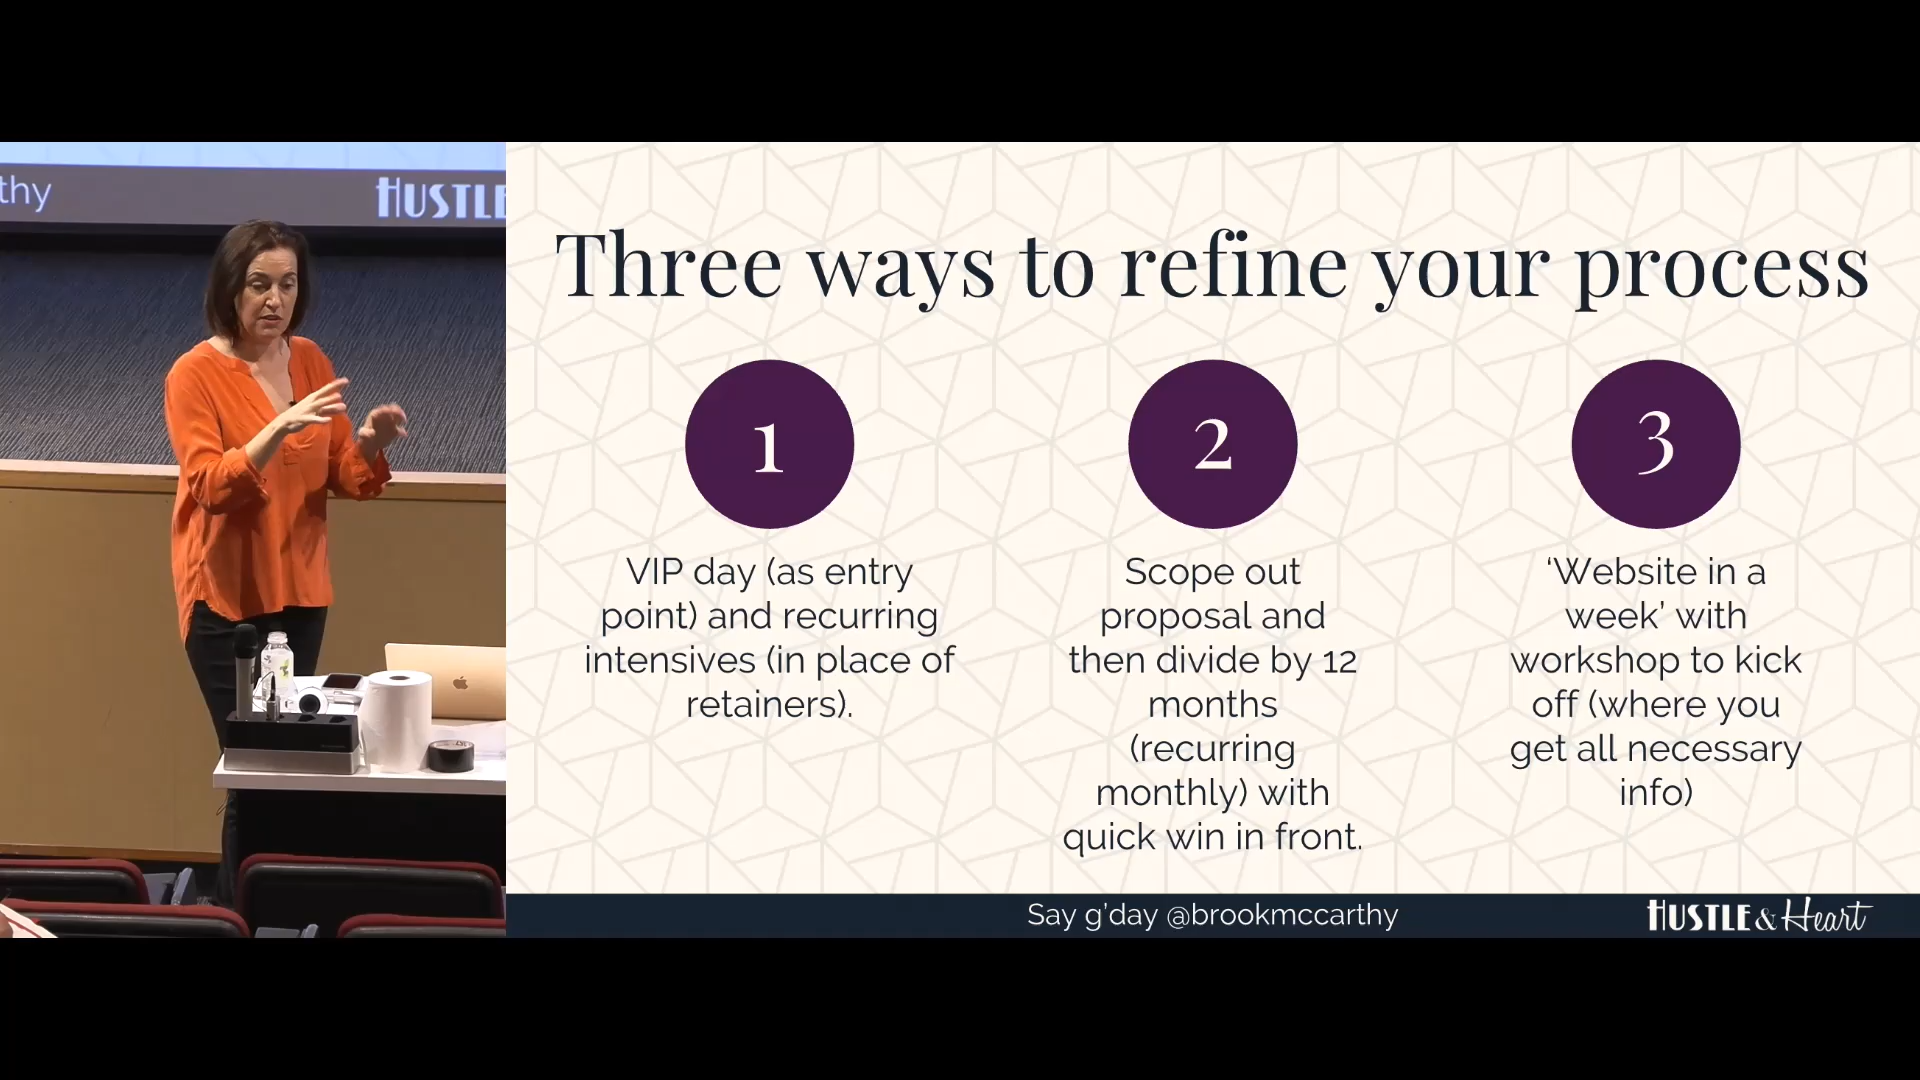 thy
HUSTLE
Three ways to refine your process
1
2
3
VIP day (as entry
point) and recurring
intensives (in place of
retainers).
Scope out
proposal and
then divide by 12
months
(recurring
monthly) with
quick win in front.
‘Website in a
week’ with
workshop to kick
off (where you
get all necessary
info)
Say g'day @brookmccarthy
HUSTLE & Heart